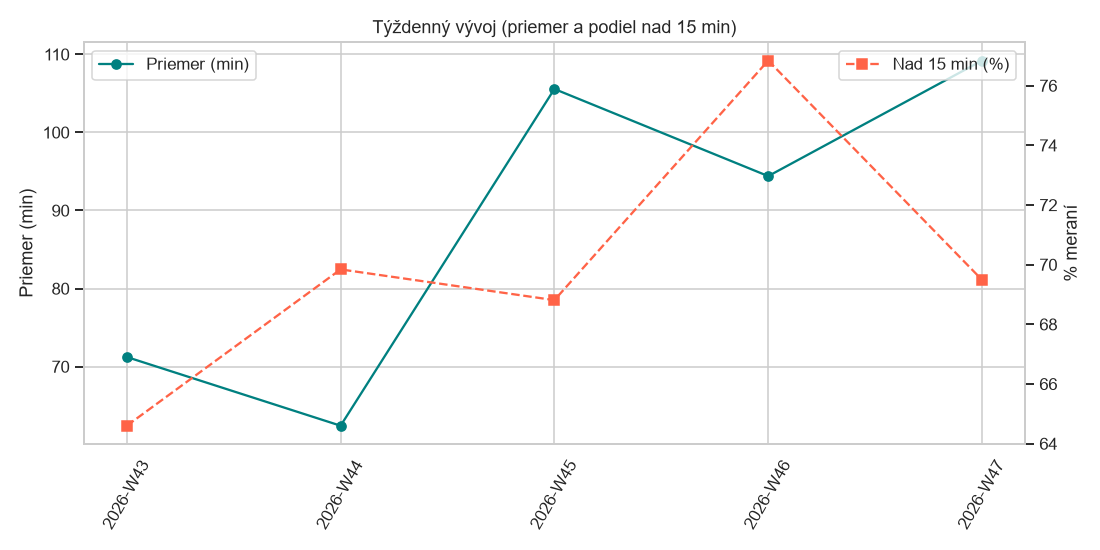 Týždenný vývoj (priemer a podiel nad 15 min)
Priemer (min)
Nad 15 min (%)
Priemer (min)
110
100
90
80
70
% meraní
76
74
72
70
68
66
64
2026-W43
2026-W44
2026-W45
2026-W46
2026-W47